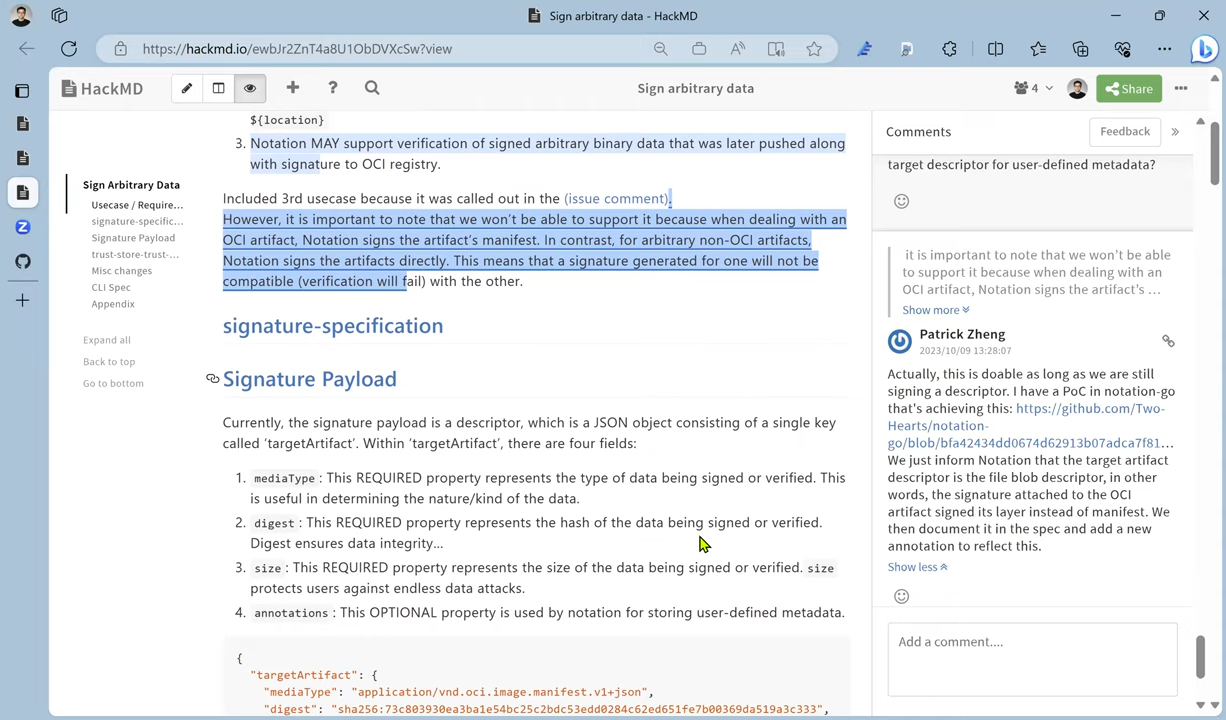 Sign arbitrary data - HackMD
https://hackmd.io/ewbJr2ZnT4a8U1ObDVXcSw?view
HackMD
Sign arbitrary data
4
Share
Sign Arbitrary Data
Usecase / Require...
signature-specific...
Signature Payload
trust-store-trust-...
Misc changes
CLI Spec
Appendix
Expand all
Back to top
Go to bottom
${location}
3. Notation MAY support verification of signed arbitrary binary data that was later pushed along
with signature to OCI registry.
Included 3rd usecase because it was called out in the (issue comment).
However, it is important to note that we won't be able to support it because when dealing with an
OCI artifact, Notation signs the artifact's manifest. In contrast, for arbitrary non-OCI artifacts,
Notation signs the artifacts directly. This means that a signature generated for one will not be
compatible (verification will fail) with the other.
signature-specification
Signature Payload
Currently, the signature payload is a descriptor, which is a JSON object consisting of a single key
called 'targetArtifact'. Within 'targetArtifact', there are four fields:
1. mediaType : This REQUIRED property represents the type of data being signed or verified. This
is useful in determining the nature/kind of the data.
2. digest : This REQUIRED property represents the hash of the data being signed or verified.
Digest ensures data integrity...
3. size : This REQUIRED property represents the size of the data being signed or verified. size
protects users against endless data attacks.
4. annotations : This OPTIONAL property is used by notation for storing user-defined metadata.
{
"targetArtifact": {
"mediaType": "application/vnd.oci.image.manifest.v1+json",
"digest": "sha256:73c803930ea3ba1e54bc25c2bdc53edd0284c62ed651fe7b00369da519a3c333",
Comments
Feedback
target descriptor for user-defined metadata?
it is important to note that we won't be able
to support it because when dealing with an
OCI artifact, Notation signs the artifact's ...
Show more
Patrick Zheng
2023/10/09 13:28:07
Actually, this is doable as long as we are still
signing a descriptor. I have a PoC in notation-go
that's achieving this: https://github.com/Two-
Hearts/notation-
go/blob/bfa42434dd0674d62913b07adca7f81...
We just inform Notation that the target artifact
descriptor is the file blob descriptor, in other
words, the signature attached to the OCI
artifact signed its layer instead of manifest. We
then document it in the spec and add a new
annotation to reflect this.
Show less
Add a comment....